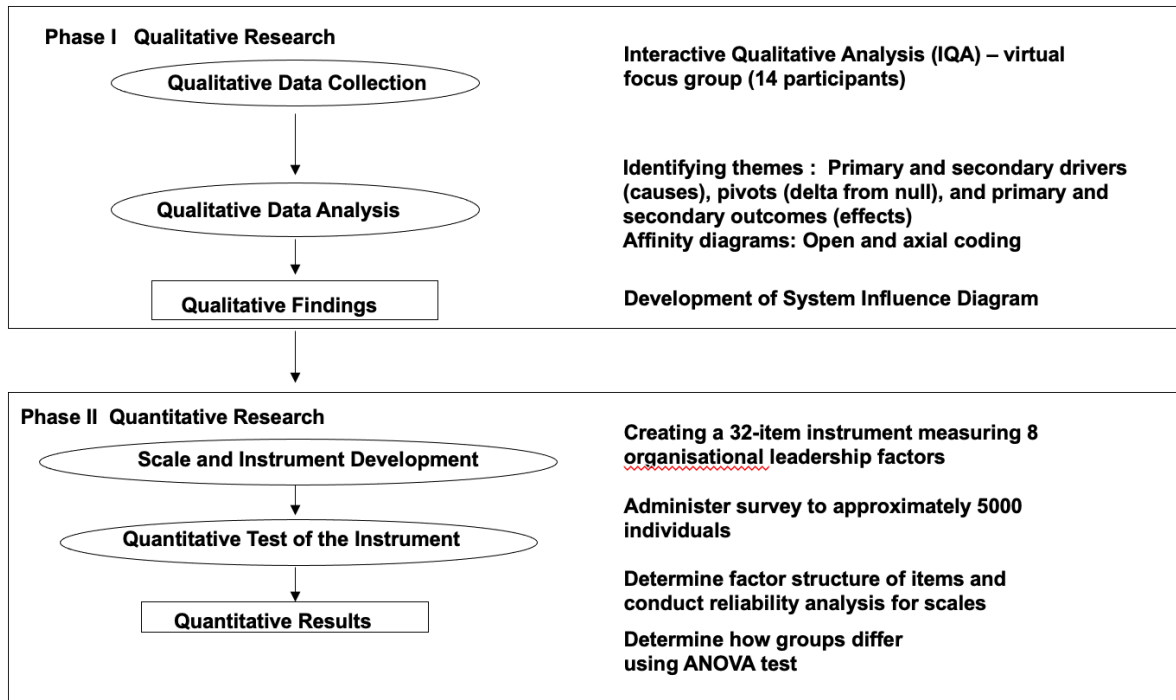 Phase I Qualitative Research
Qualitative Data Collection
Interactive Qualitative Analysis (IQA) – virtual
focus group (14 participants)
Qualitative Data Analysis
Identifying themes : Primary and secondary drivers
(causes), pivots (delta from null), and primary and
secondary outcomes (effects)
Affinity diagrams: Open and axial coding
Qualitative Findings
Development of System Influence Diagram
Phase II Quantitative Research
Scale and Instrument Development
Creating a 32-item instrument measuring 8
organisational leadership factors
Quantitative Test of the Instrument
Administer survey to approximately 5000
individuals
Quantitative Results
Determine factor structure of items and
conduct reliability analysis for scales
Determine how groups differ
using ANOVA test